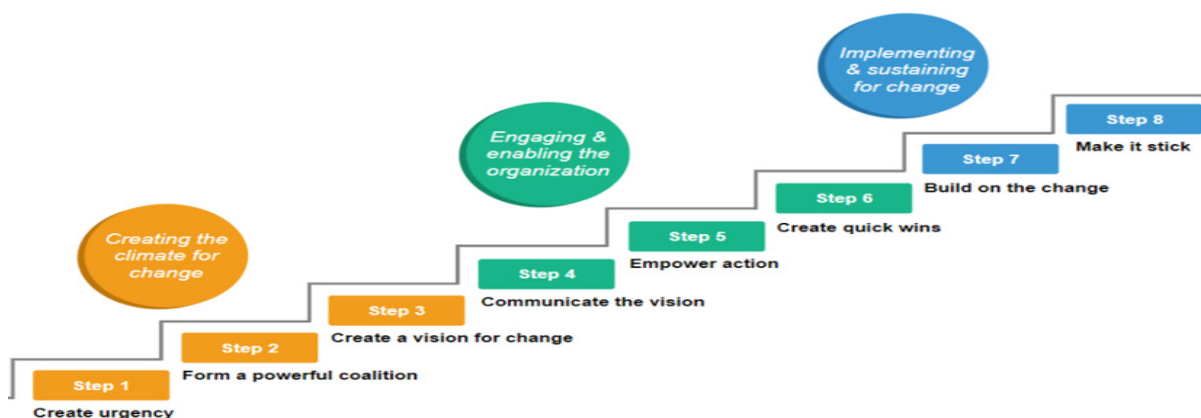 Creating the
climate for
change
Step 1
Create urgency
Step 2
Form a powerful coalition
Step 3
Create a vision for change
Engaging &
enabling the
organization
Step 4
Communicate the vision
Step 5
Empower action
Step 6
Create quick wins
Implementing
& sustaining
for change
Step 7
Build on the change
Step 8
Make it stick